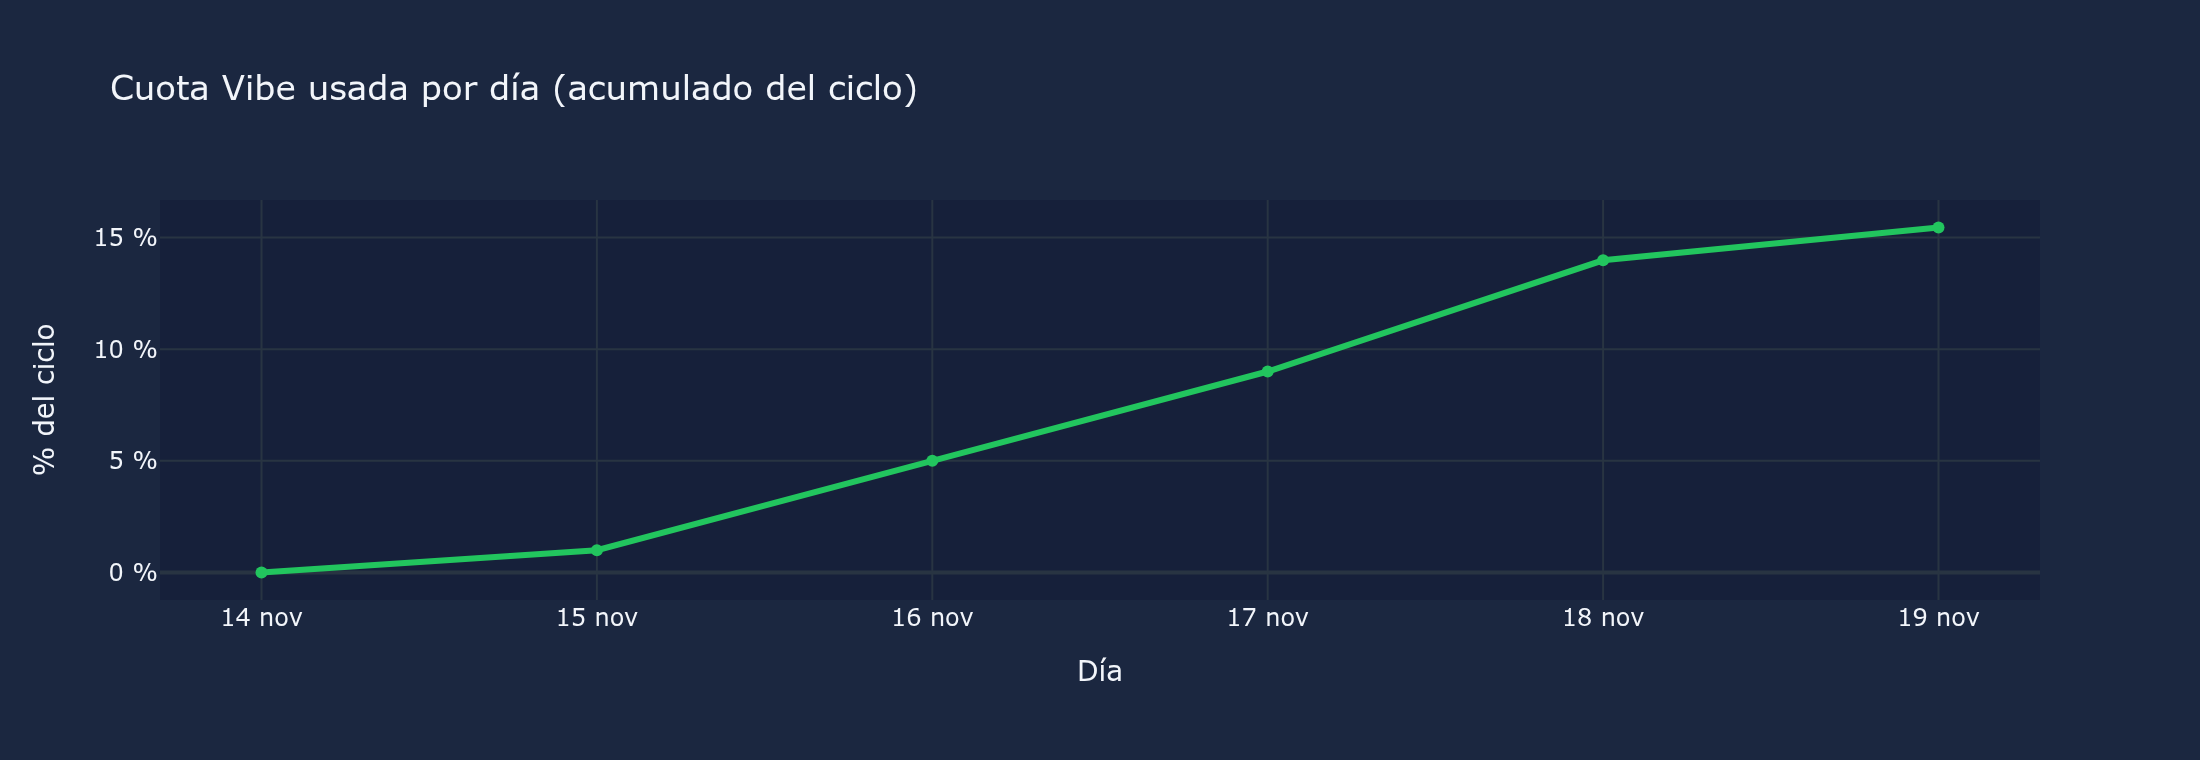 Cuota Vibe usada por día (acumulado del ciclo)
% del ciclo
15 %
10 %
5 %
0 %
14 nov
15 nov
16 nov
17 nov
18 nov
19 nov
Día